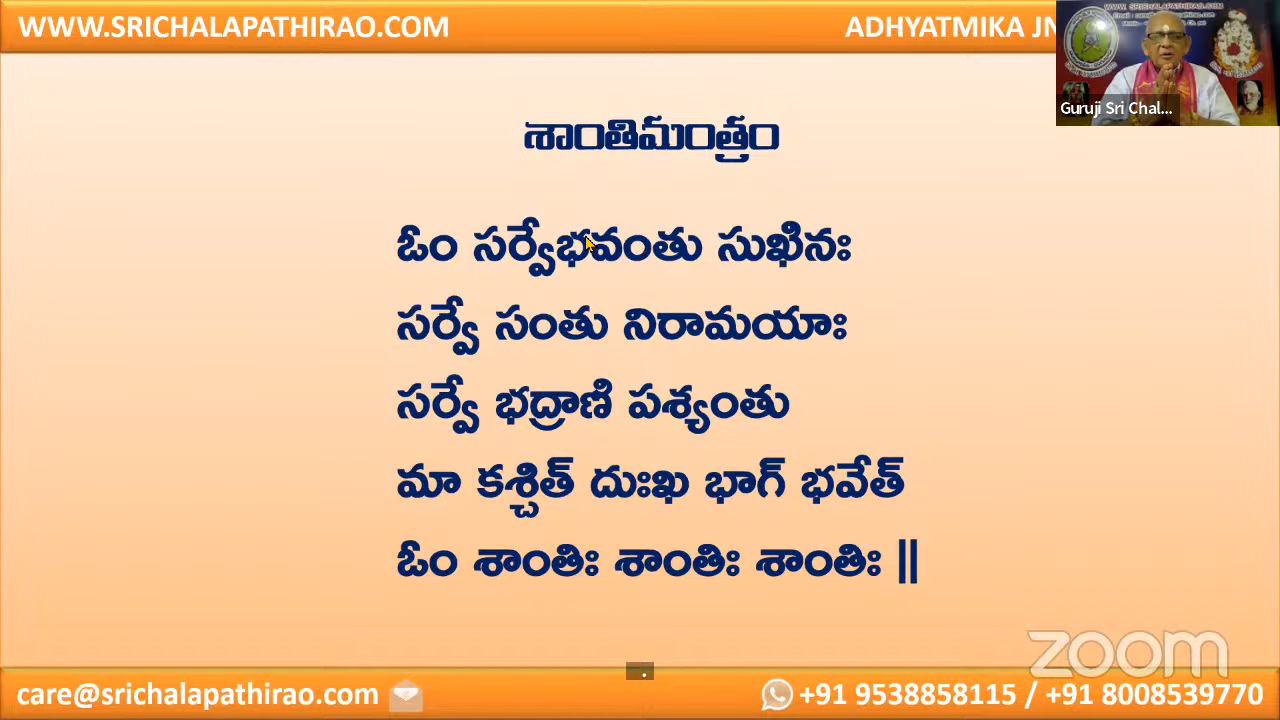 WWW.SRICHALAPATHIRAO.COM
ADHYATMIKA
Guruji Sri Chal...
శాంతిమంత్రం
ఓం సర్వేభవంతు సుఖినః
సర్వే సంతు నిరామయాః
సర్వే భద్రాణి పశ్యంతు
మా కశ్చిత్ దుఃఖ భాగ్ భవేత్
ఓం శాంతిః శాంతిః శాంతిః ||
zoom
care@srichalapathirao.com
+91 9538858115 / +91 8008539770